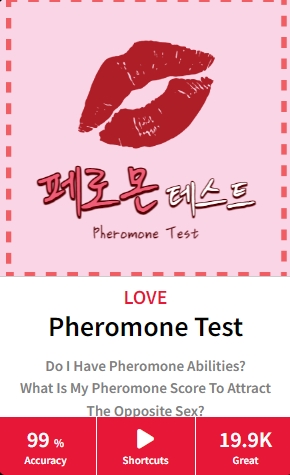 페로몬 테스트
Pheromone Test
LOVE
Pheromone Test
Do I Have Pheromone Abilities?
What Is My Pheromone Score To Attract
The Opposite Sex?
99 %
Accuracy
Shortcuts
19.9K
Great